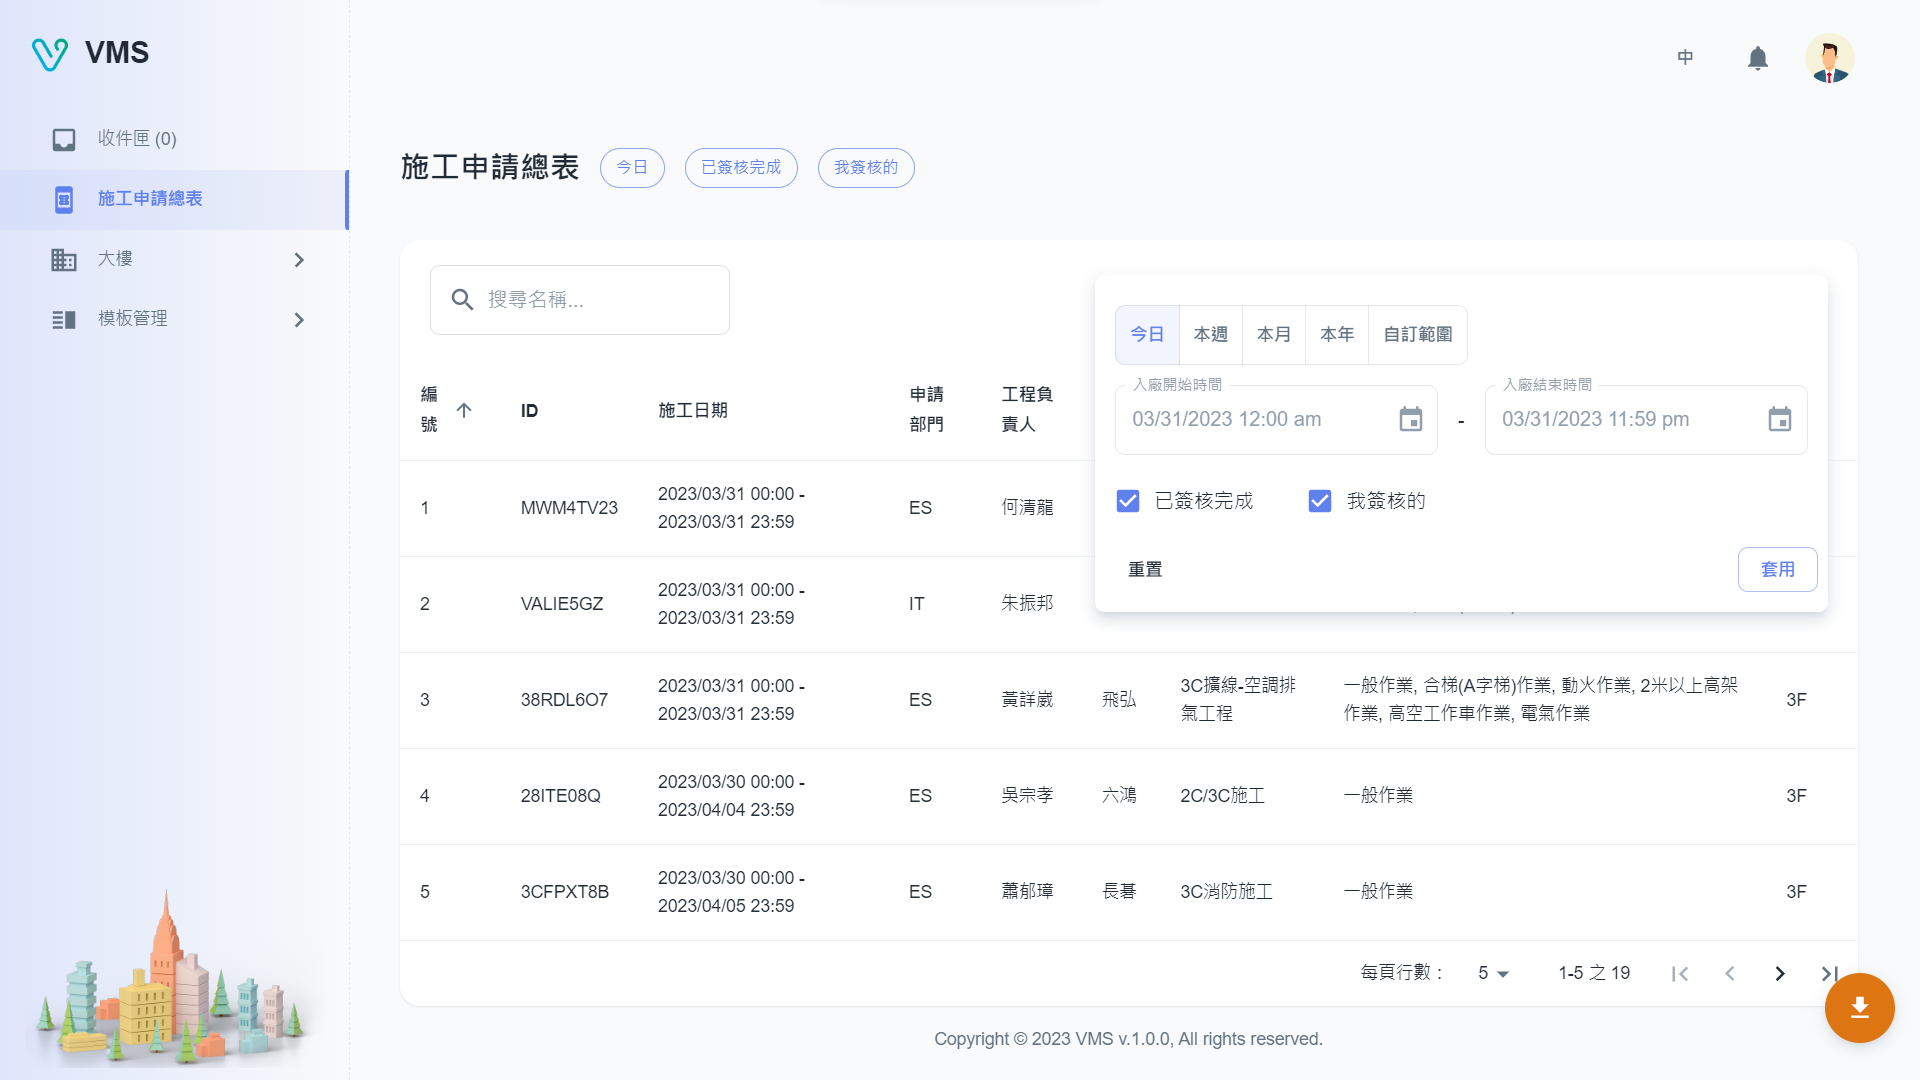 VMS
中
收件匣 (0)
施工申請總表
大樓
模板管理
施工申請總表
今日
已簽核完成
我簽核的
搜尋名稱...
今日
本週
本月
本年
自訂範圍
入廠開始時間
03/31/2023 12:00 am
-
入廠結束時間
03/31/2023 11:59 pm
已簽核完成
我簽核的
重置
套用
編
號
ID
施工日期
申請
部門
工程負
責人
1
MWM4TV23
2023/03/31 00:00 -
2023/03/31 23:59
ES
何清龍
2
VALIE5GZ
2023/03/31 00:00 -
2023/03/31 23:59
IT
朱振邦
3
38RDL6O7
2023/03/31 00:00 -
2023/03/31 23:59
ES
黃詳崴
飛弘
3C擴線-空調排
氣工程
一般作業, 合梯(A字梯)作業, 動火作業, 2米以上高架
作業, 高空工作車作業, 電氣作業
3F
4
28ITE08Q
2023/03/30 00:00 -
2023/04/04 23:59
ES
吳宗孝
六鴻
2C/3C施工
一般作業
3F
5
3CFPXT8B
2023/03/30 00:00 -
2023/04/05 23:59
ES
蕭郁璋
長碁
3C消防施工
一般作業
3F
每頁行數：
5
1-5 之 19
Copyright © 2023 VMS v.1.0.0, All rights reserved.